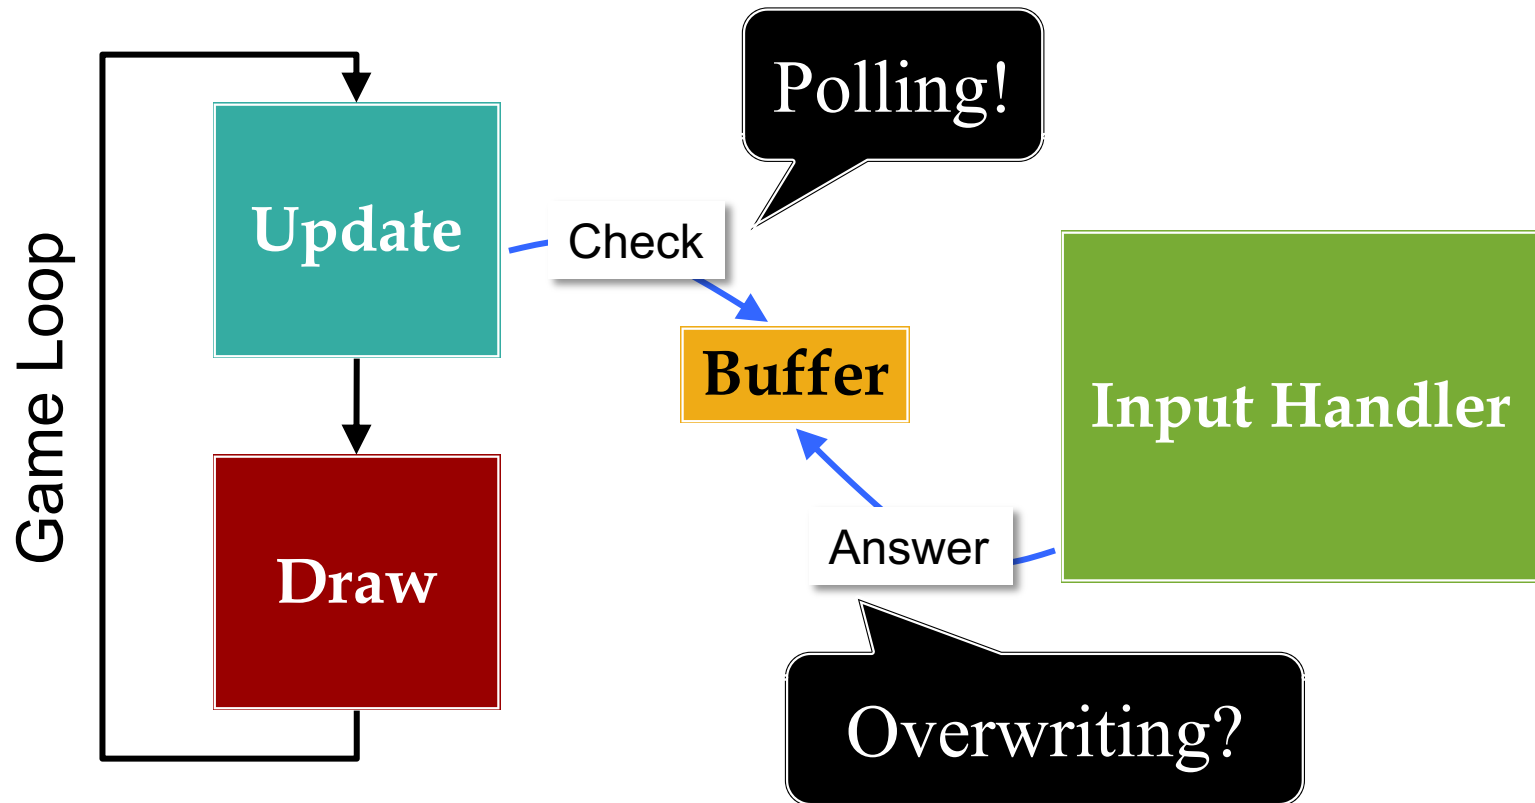 Game Loop
Update
Draw
Check
Polling!
Buffer
Answer
Overwriting?
Input Handler